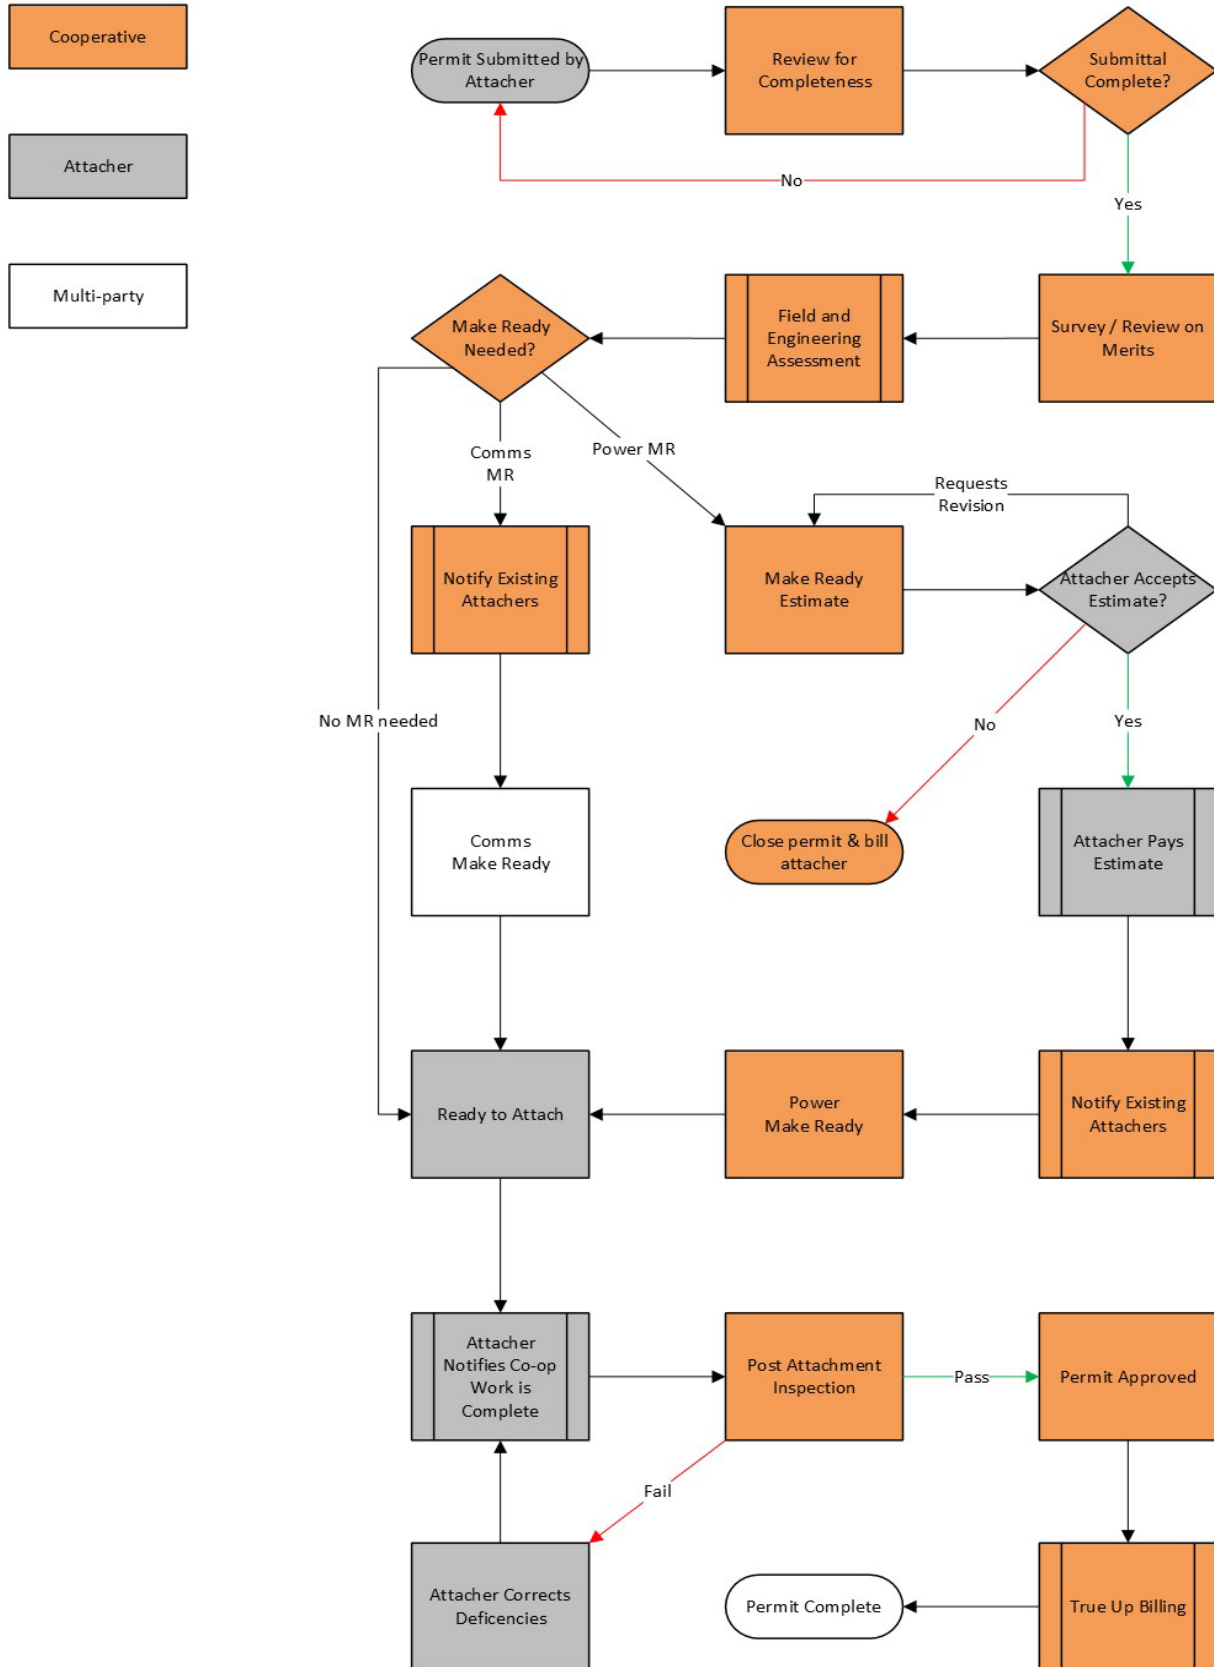 Cooperative
Attacher
Multi-party
Permit Submitted by
Attacher
Review for
Completeness
Submittal
Complete?
No
Yes
Make Ready
Needed?
Field and
Engineering
Assessment
Survey / Review on
Merits
Comms
MR
Power MR
Requests
Revision
Notify Existing
Attachers
Make Ready
Estimate
Attacher Accepts
Estimate?
No MR needed
No
Yes
Comms
Make Ready
Close permit & bill
attacher
Attacher Pays
Estimate
Ready to Attach
Power
Make Ready
Notify Existing
Attachers
Attacher
Notifies Co-op
Work is
Complete
Post Attachment
Inspection
Pass
Permit Approved
Fail
Attacher Corrects
Deficencies
Permit Complete
True Up Billing